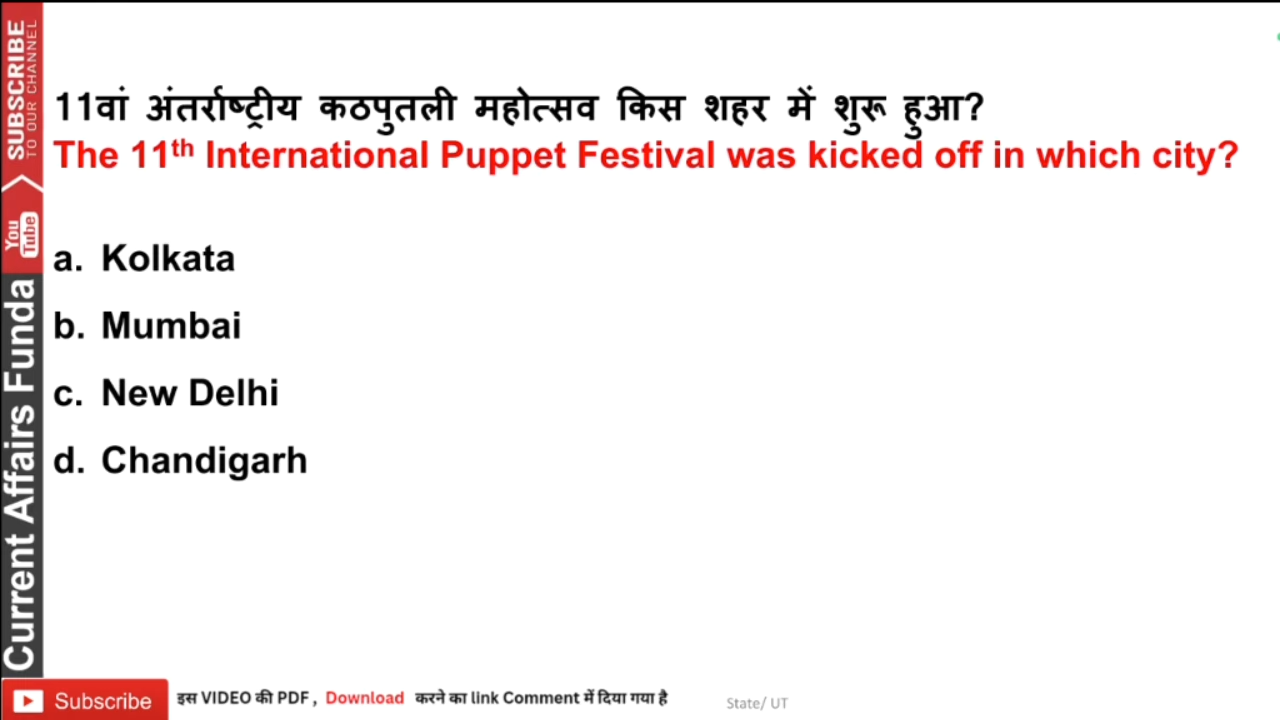 11वां अंतर्राष्ट्रीय कठपुतली महोत्सव किस शहर में शुरू हुआ?
The 11th International Puppet Festival was kicked off in which city?
a. Kolkata
b. Mumbai
c. New Delhi
d. Chandigarh
SUBSCRIBE
TO OUR CHANNEL
You Tube
Current Affairs Funda
Subscribe
इस VIDEO की PDF, Download करने का link Comment में दिया गया है
State/ UT